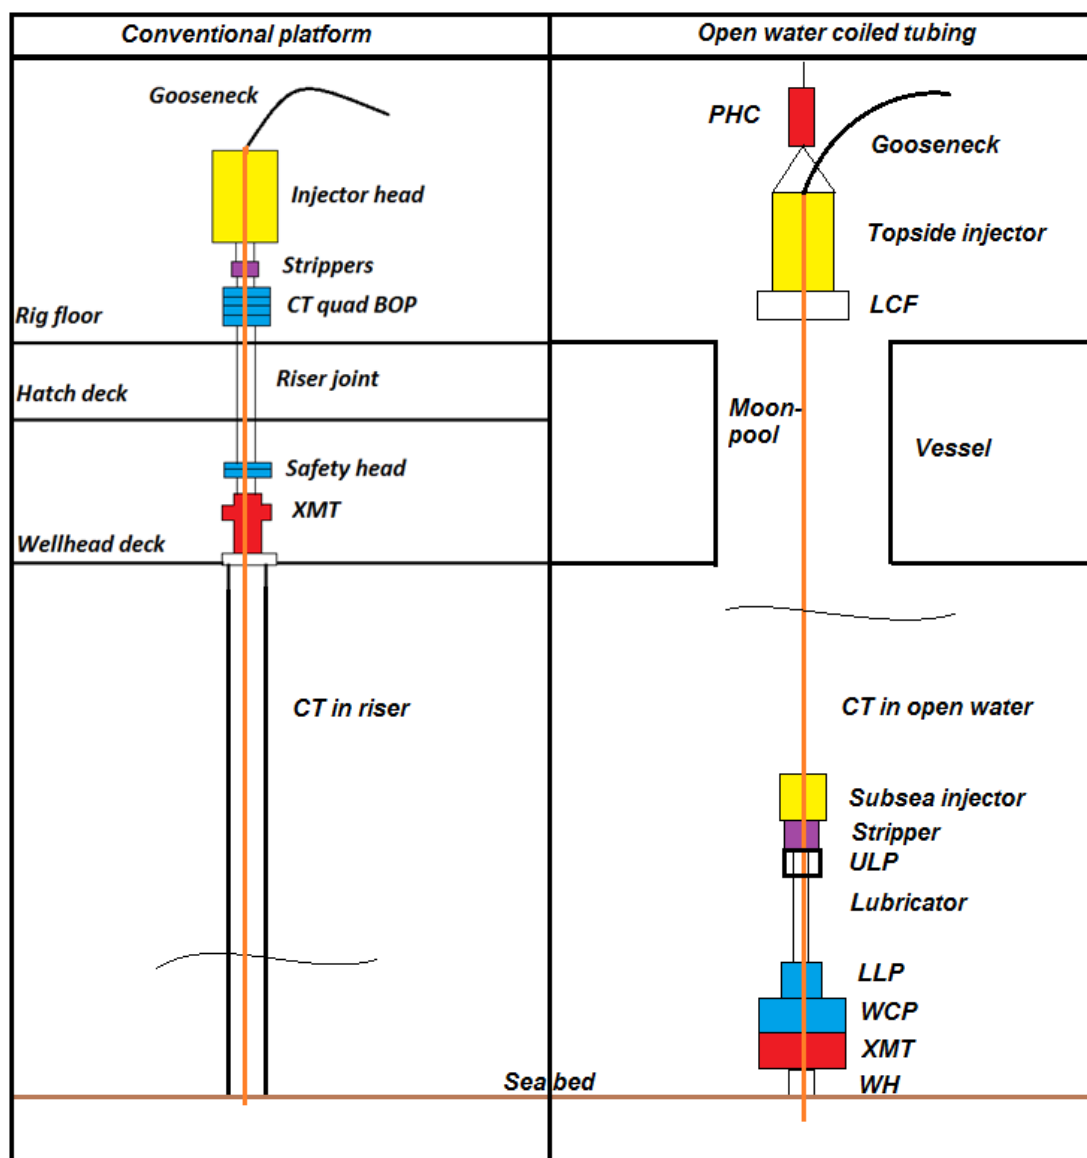 Conventional platform
Open water coiled tubing
Gooseneck
Injector head
Strippers
CT quad BOP
Rig floor
Riser joint
Hatch deck
Safety head
XMT
Wellhead deck
CT in riser
PHC
Gooseneck
Topside injector
LCF
Moon-
pool
Vessel
CT in open water
Subsea injector
Stripper
ULP
Lubricator
LLP
WCP
XMT
WH
Sea bed